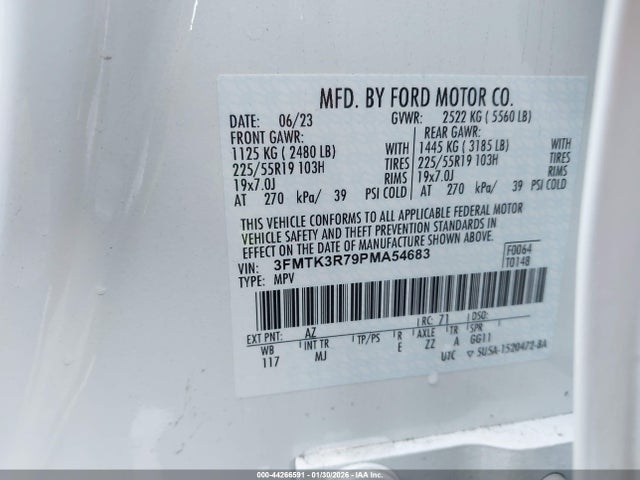 MFD. BY FORD MOTOR CO.
DATE: 06/23 GVWR: 2522 KG ( 5560 LB)
FRONT GAWR: REAR GAWR:
1125 KG ( 2480 LB) WITH 1445 KG ( 3185 LB) WITH
225/55R19 103H TIRES 225/55R19 103H TIRES
19x7.0J RIMS 19x7.0J RIMS
AT 270 kPa/ 39 PSI COLD AT 270 kPa/ 39 PSI COLD
THIS VEHICLE CONFORMS TO ALL APPLICABLE FEDERAL MOTOR
VEHICLE SAFETY AND THEFT PREVENTION STANDARDS IN
EFFECT ON THE DATE OF MANUFACTURE SHOWN ABOVE.
VIN: 3FMTK3R79PMA54683 F0064
TYPE: MPV T0148
EXT PNT: AZ RC: 71 DSO:
WB INT TR TP/PS R AXLE TR SPR
117 MJ E ZZ A GG11
UTC ▽ SU5A-1520472-BA
000-44266591 - 01/30/2026 - IAA Inc.